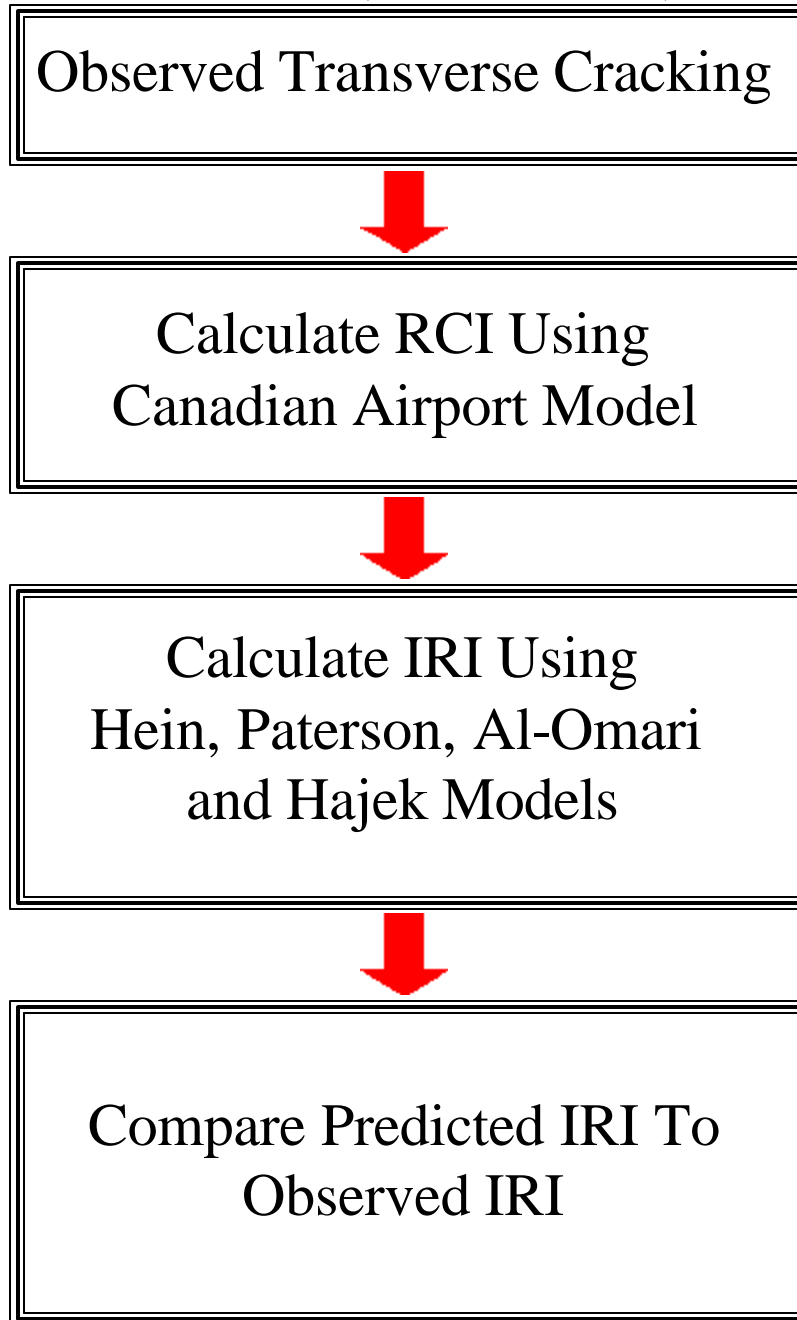 Observed Transverse Cracking
Calculate RCI Using
Canadian Airport Model
Calculate IRI Using
Hein, Paterson, Al-Omari
and Hajek Models
Compare Predicted IRI To
Observed IRI